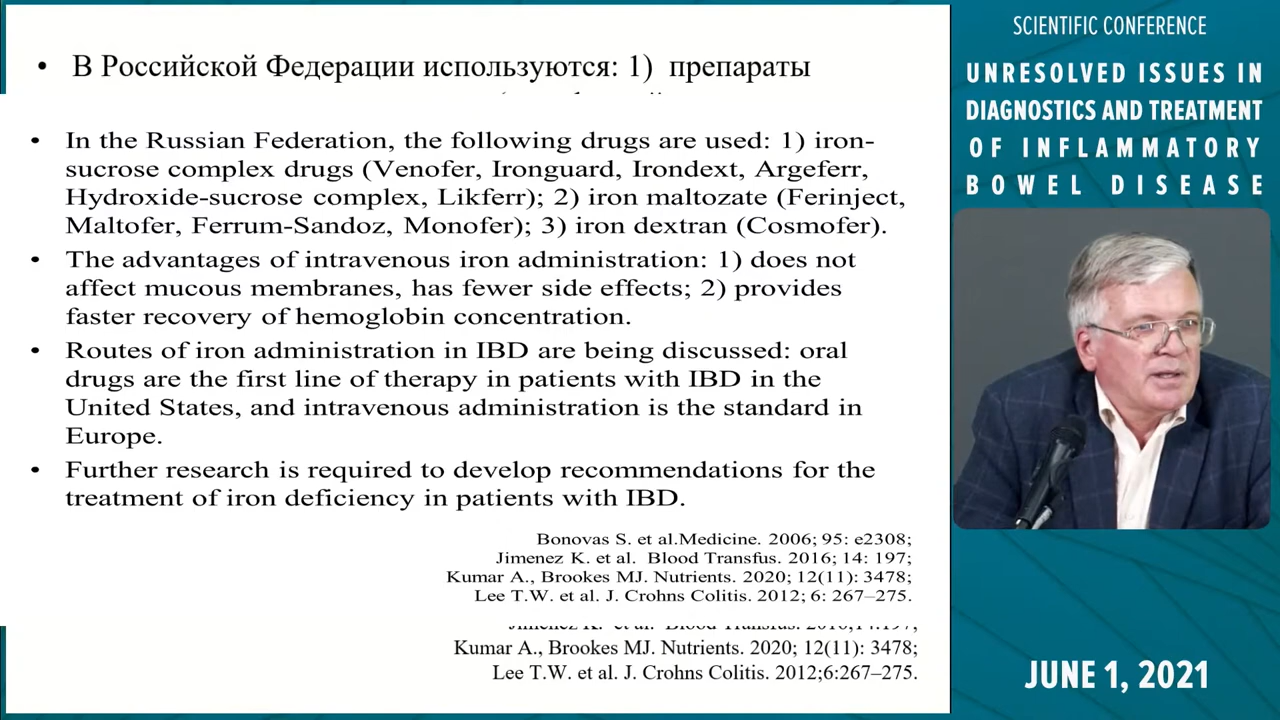 • В Российской Федерации используются: 1) препараты
• In the Russian Federation, the following drugs are used: 1) iron-
sucrose complex drugs (Venofer, Ironguard, Irondext, Argeferr,
Hydroxide-sucrose complex, Likferr); 2) iron maltozate (Ferinject,
Maltofer, Ferrum-Sandoz, Monofer); 3) iron dextran (Cosmofer).
• The advantages of intravenous iron administration: 1) does not
affect mucous membranes, has fewer side effects; 2) provides
faster recovery of hemoglobin concentration.
• Routes of iron administration in IBD are being discussed: oral
drugs are the first line of therapy in patients with IBD in the
United States, and intravenous administration is the standard in
Europe.
• Further research is required to develop recommendations for the
treatment of iron deficiency in patients with IBD.
Bonovas S. et al.Medicine. 2006; 95: e2308;
Jimenez K. et al. Blood Transfus. 2016; 14: 197;
Kumar A., Brookes MJ. Nutrients. 2020; 12(11): 3478;
Lee T.W. et al. J. Crohns Colitis. 2012; 6: 267–275.
Jimenez K. et al. Blood Transfus. 2016;14:197;
Kumar A., Brookes MJ. Nutrients. 2020; 12(11): 3478;
Lee T.W. et al. J. Crohns Colitis. 2012;6:267–275.
SCIENTIFIC CONFERENCE
UNRESOLVED ISSUES IN
DIAGNOSTICS AND TREATMENT
OF INFLAMMATORY
BOWEL DISEASE
JUNE 1, 2021